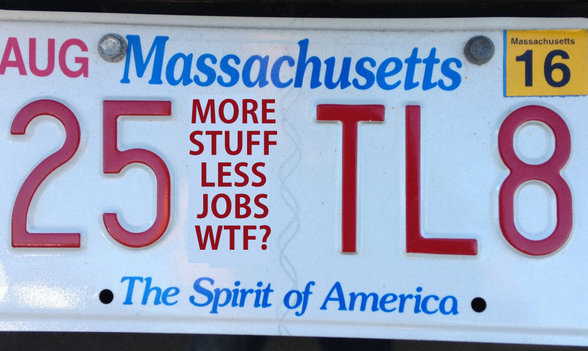 AUG
Massachusetts
Massachusetts
16
25
MORE
STUFF
LESS
JOBS
WTF?
TL8
The Spirit of America